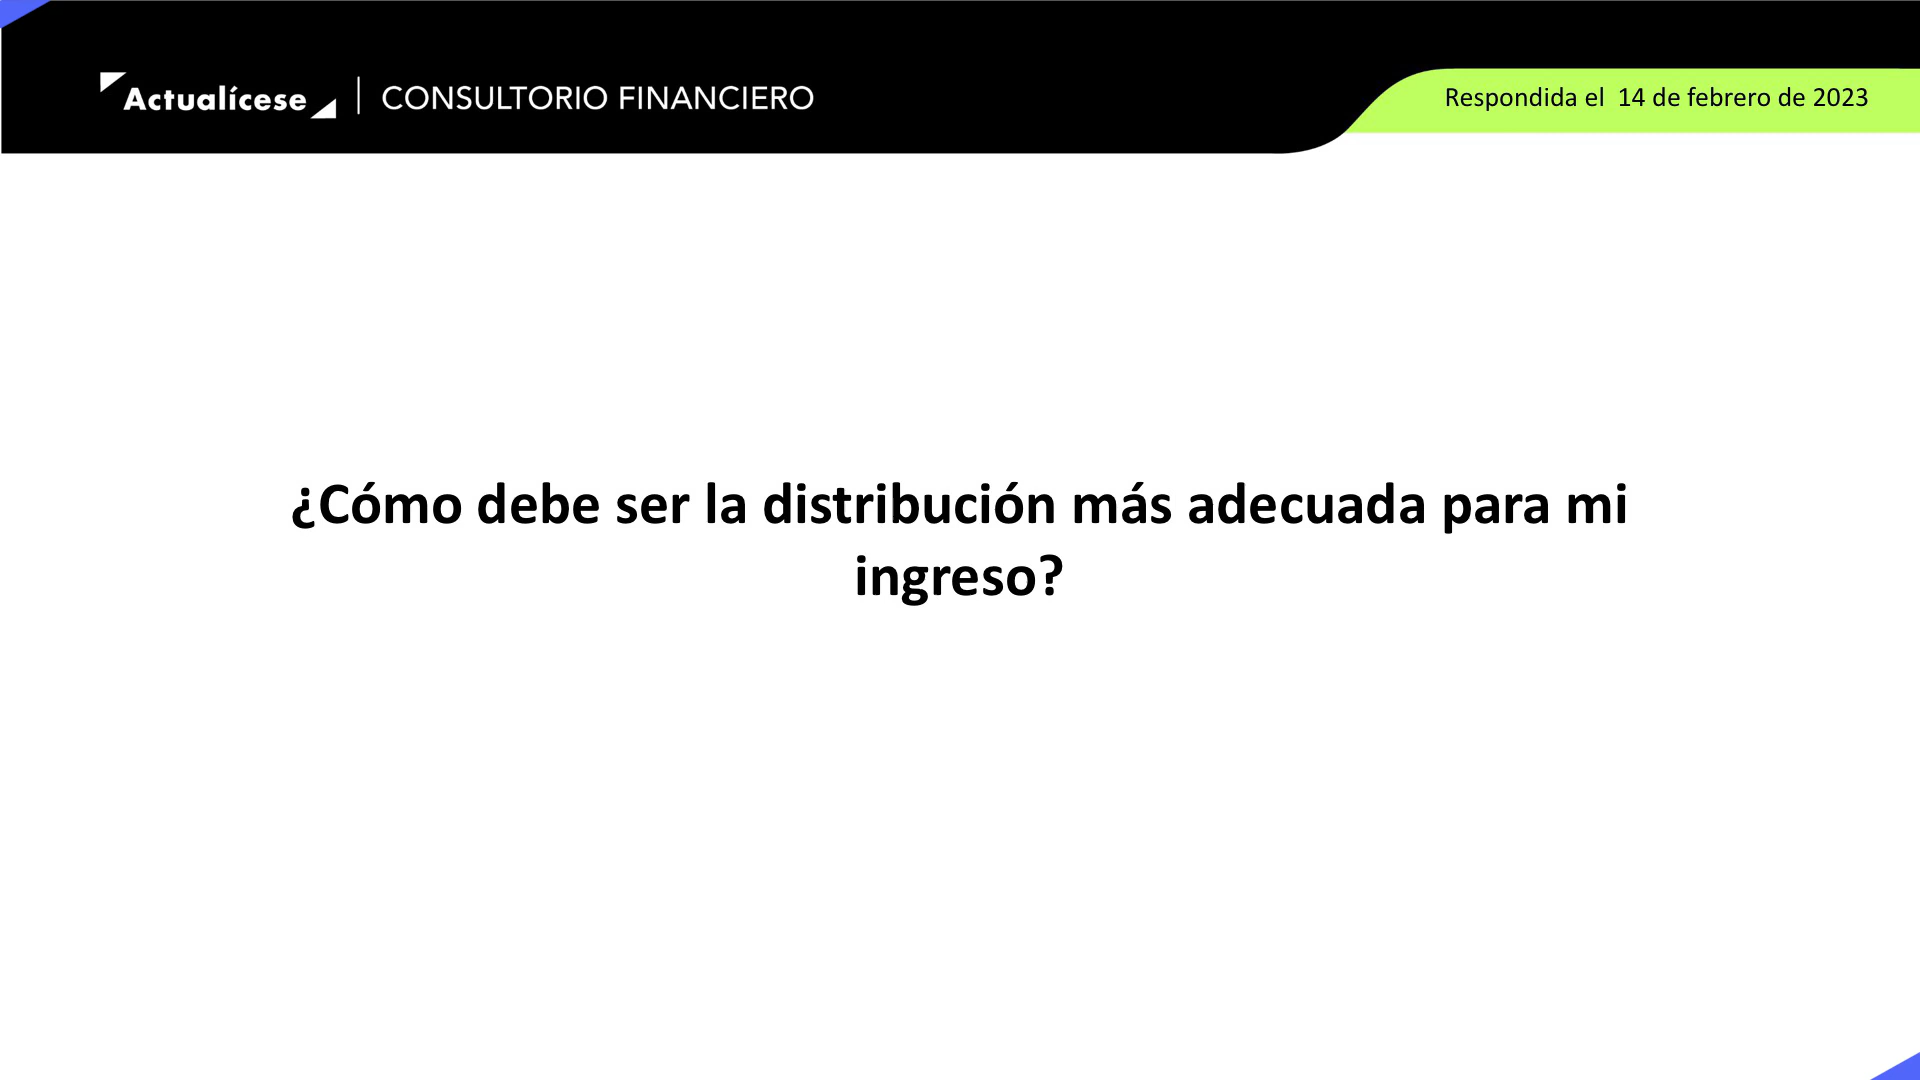 Actualícese | CONSULTORIO FINANCIERO
Respondida el 14 de febrero de 2023
¿Cómo debe ser la distribución más adecuada para mi
ingreso?